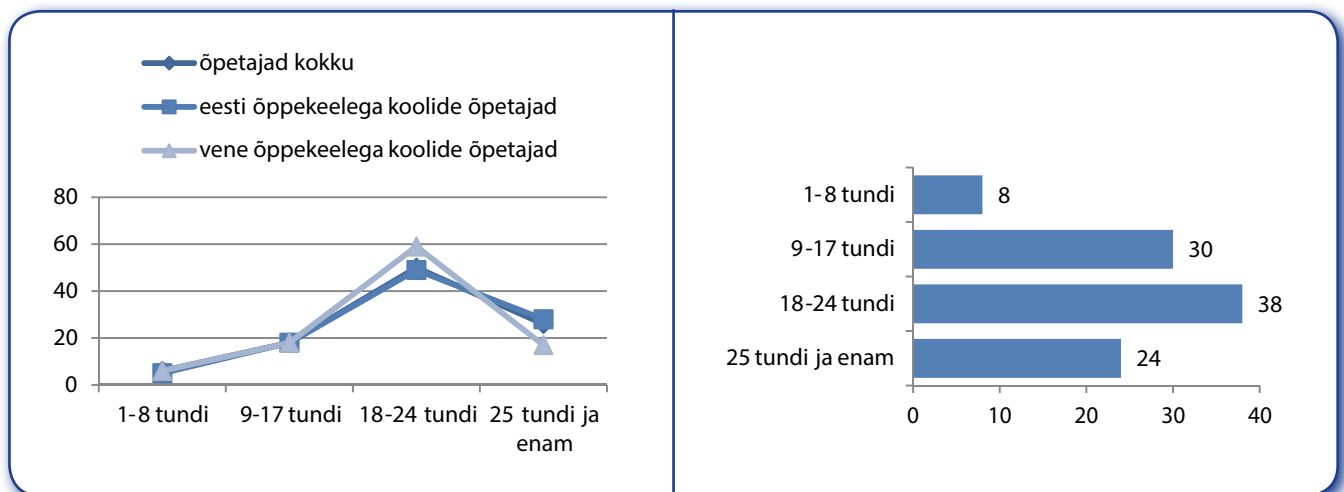 õpetajad kokku
eesti õppekeelega koolide õpetajad
vene õppekeelega koolide õpetajad
80
60
40
20
0
1-8 tundi
9-17 tundi
18-24 tundi
25 tundi ja
enam
1-8 tundi
8
9-17 tundi
30
18-24 tundi
38
25 tundi ja enam
24
0
10
20
30
40